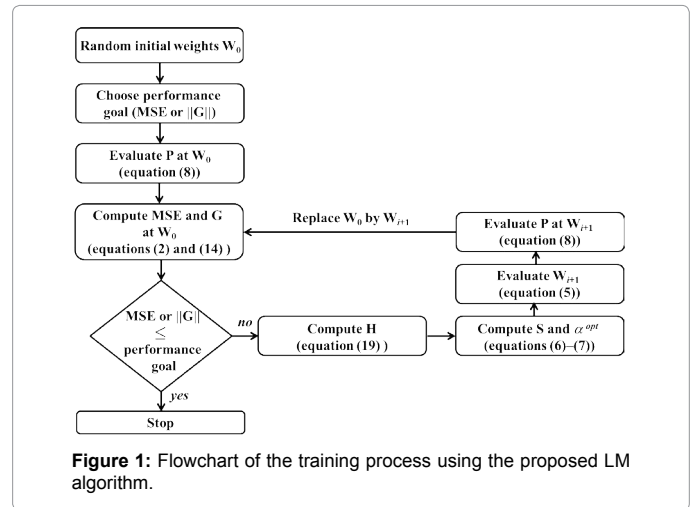 Random initial weights W₀
Choose performance
goal (MSE or ||G||)
Evaluate P at W₀
(equation (8))
Compute MSE and G
at W₀
(equations (2) and (14) )
Replace W₀ by Wᵢ₊₁
Evaluate P at Wᵢ₊₁
(equation (8))
Evaluate Wᵢ₊₁
(equation (5))
MSE or ||G||
≤
performance
goal
no
Compute H
(equation (19) )
Compute S and α^opt
(equations (6)–(7))
yes
Stop
Figure 1: Flowchart of the training process using the proposed LM
algorithm.